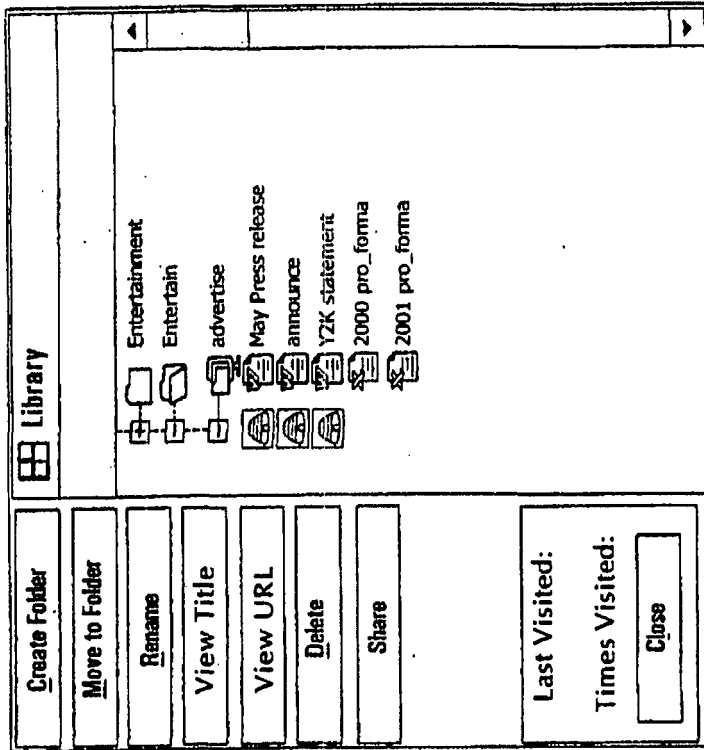 Library
Entertainment
Entertain
advertise
May Press release
announce
Y2K statement
2000 pro_forma
2001 pro_forma
Create Folder
Move to Folder
Rename
View Title
View URL
Delete
Share
Last Visited:
Times Visited:
Close